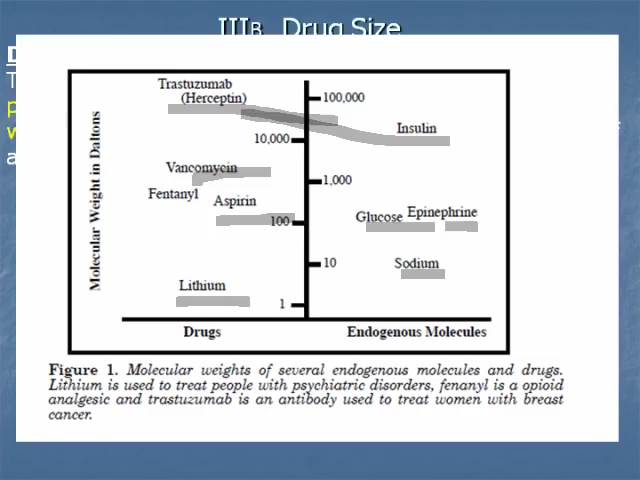 IIIB. Drug Size
Trastuzumab
(Herceptin)
100,000
Insulin
10,000
Vancomycin
1,000
Fentanyl
Aspirin
Glucose Epinephrine
100
10
Sodium
Lithium
1
Molecular Weight in Daltons
Drugs
Endogenous Molecules
Figure 1. Molecular weights of several endogenous molecules and drugs.
Lithium is used to treat people with psychiatric disorders, fenanyl is a opioid
analgesic and trastuzumab is an antibody used to treat women with breast
cancer.